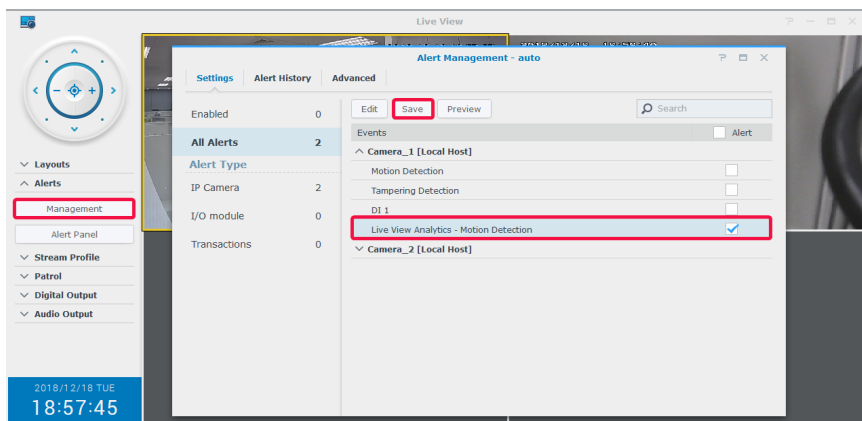 Live View
Alert Management - auto
Settings Alert History Advanced
Enabled 0
All Alerts 2
Alert Type
IP Camera 2
I/O module 0
Transactions 0
Edit Save Preview Search
Events Alert
Camera_1 [Local Host]
Motion Detection
Tampering Detection
DI 1
Live View Analytics - Motion Detection
Camera_2 [Local Host]
Layouts
Alerts
Management
Alert Panel
Stream Profile
Patrol
Digital Output
Audio Output
2018/12/18 TUE
18:57:45